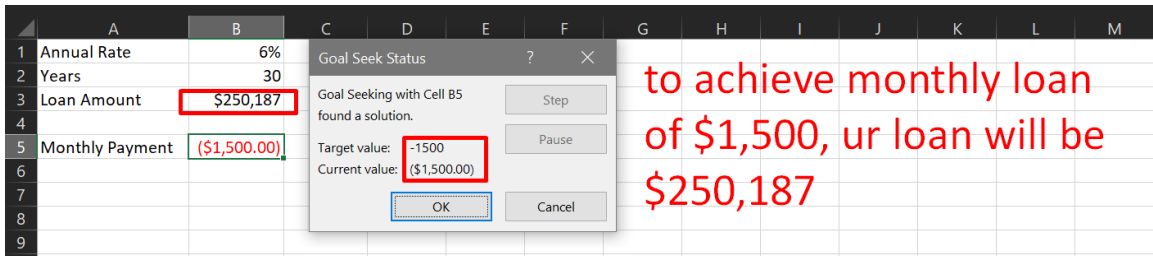 A B C D E F G H I J K L M
1 Annual Rate 6%
2 Years 30
3 Loan Amount $250,187
4
5 Monthly Payment ($1,500.00)
6
7
8
9
Goal Seek Status ? ×
Goal Seeking with Cell B5
found a solution.
Step
Pause
Target value: -1500
Current value: ($1,500.00)
OK Cancel
to achieve monthly loan
of $1,500, ur loan will be
$250,187